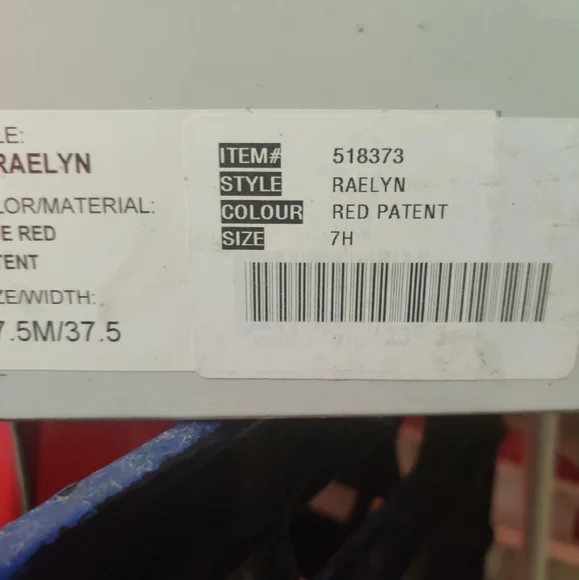 LE:
RAELYN
LOR/MATERIAL:
E RED
TENT
ZE/WIDTH:
7.5M/37.5
ITEM# 518373
STYLE RAELYN
COLOUR RED PATENT
SIZE 7H